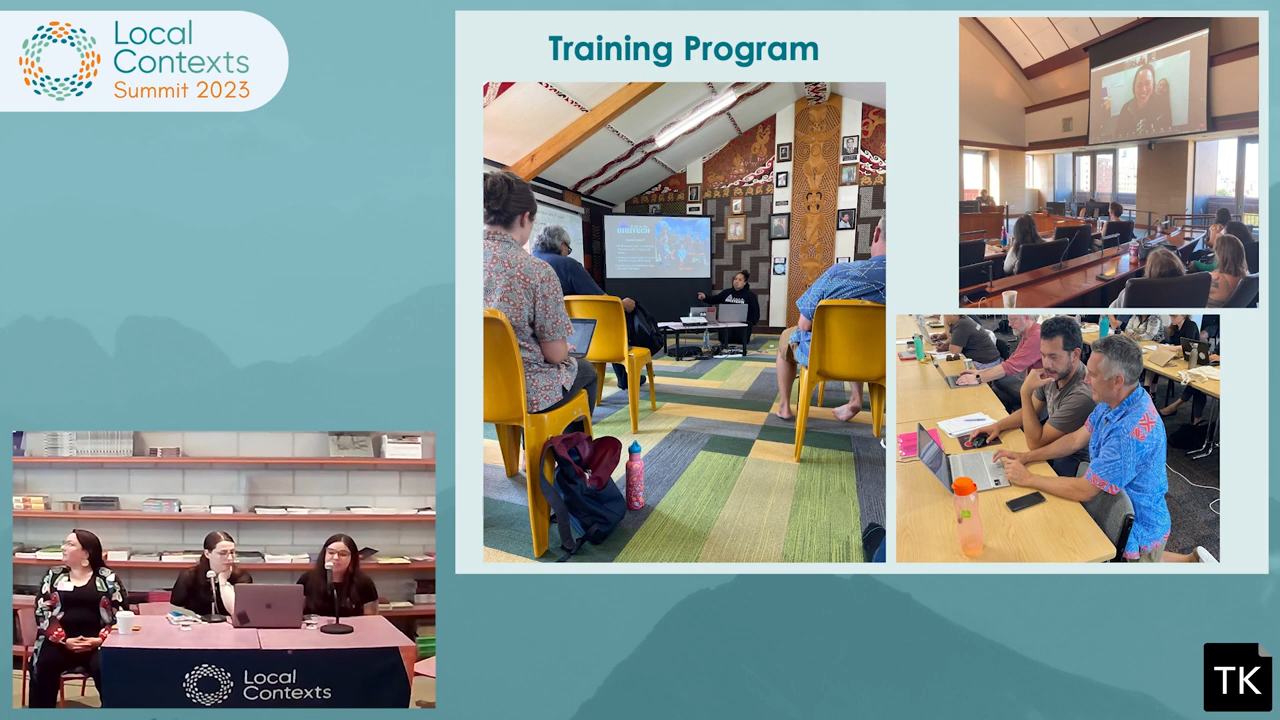 Local
Contexts
Summit 2023
Training Program
Local
Contexts
TK